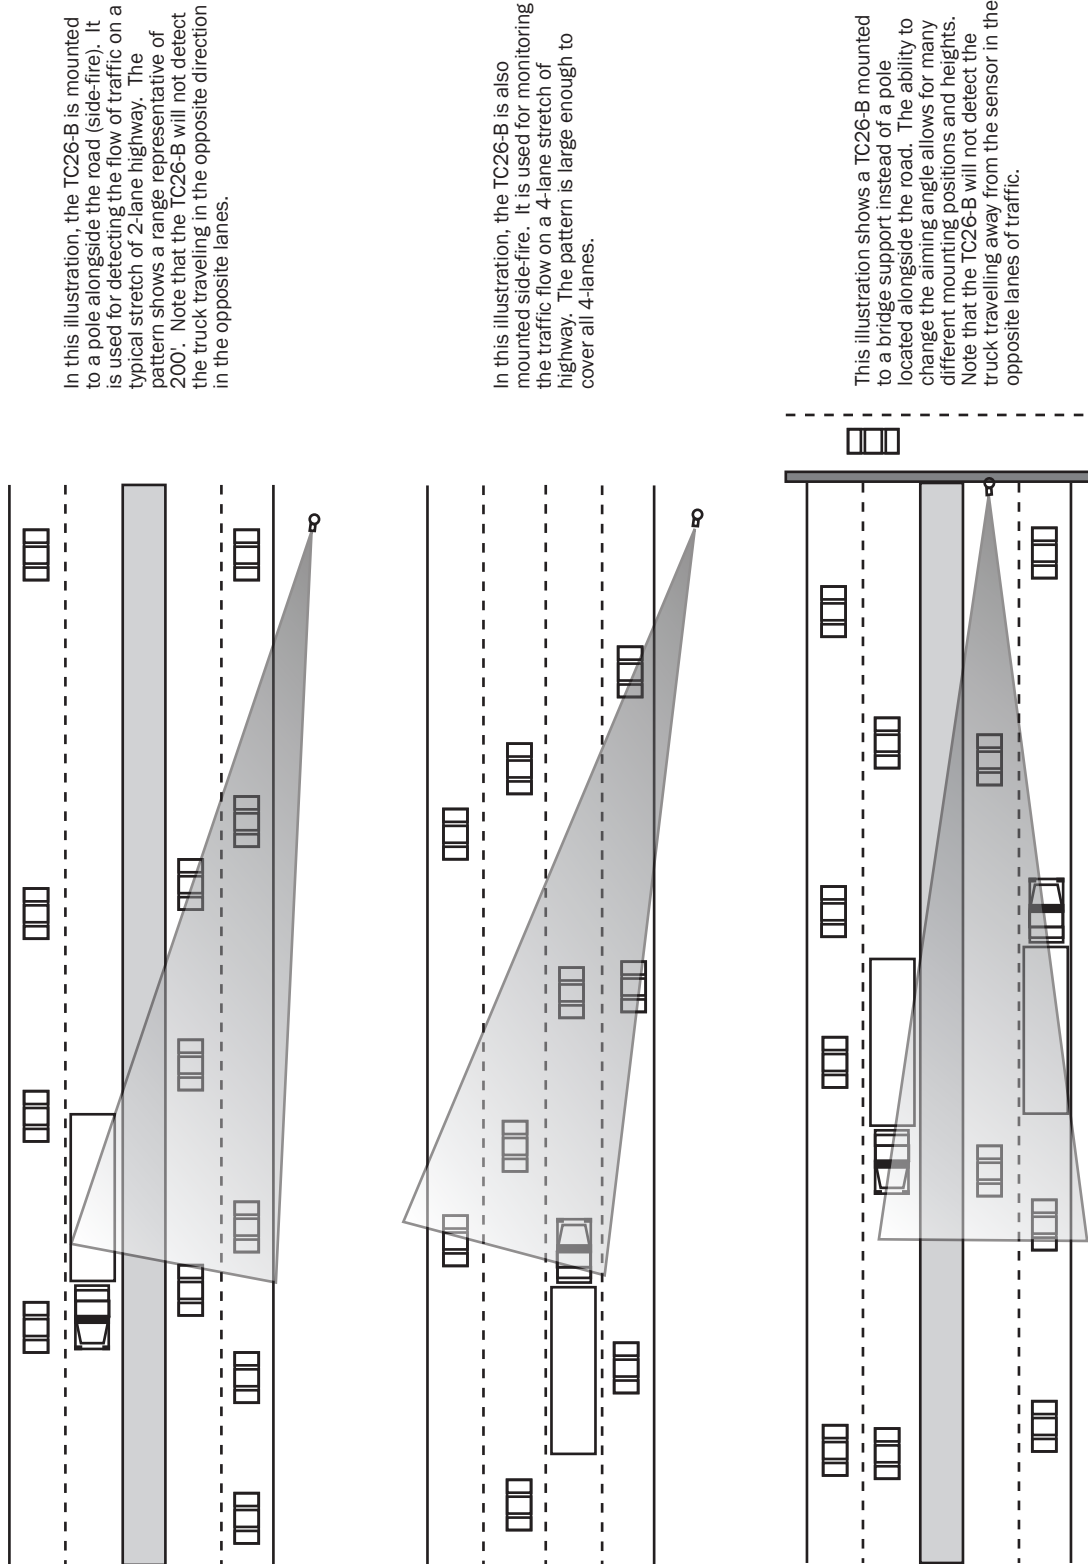 In this illustration, the TC26-B is mounted
to a pole alongside the road (side-fire).  It
is used for detecting the flow of traffic on a
typical stretch of 2-lane highway.  The
pattern shows a range representative of
200'.  Note that the TC26-B will not detect
the truck traveling in the opposite direction
in the opposite lanes.
In this illustration, the TC26-B is also
mounted side-fire.  It is used for monitoring
the traffic flow on a 4-lane stretch of
highway.  The pattern is large enough to
cover all 4-lanes.
This illustration shows a TC26-B mounted
to a bridge support instead of a pole
located alongside the road.  The ability to
change the aiming angle allows for many
different mounting positions and heights.
Note that the TC26-B will not detect the
truck travelling away from the sensor in the
opposite lanes of traffic.